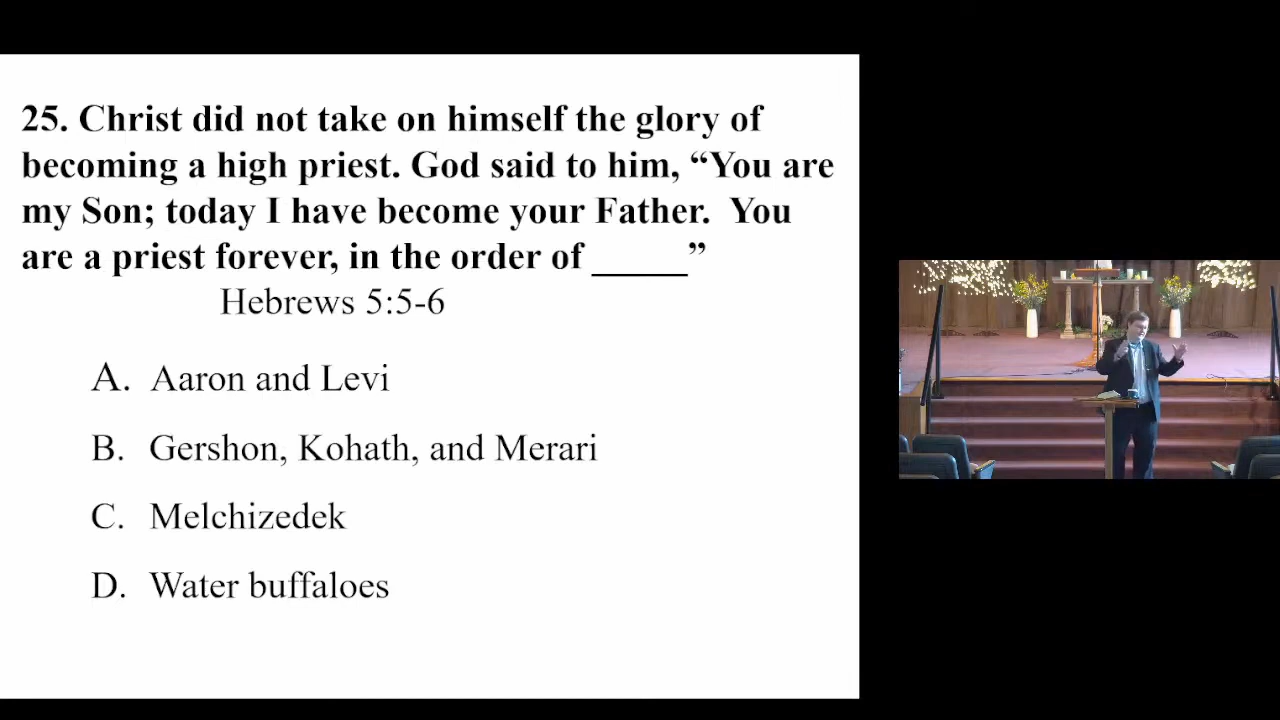 25. Christ did not take on himself the glory of
becoming a high priest. God said to him, “You are
my Son; today I have become your Father.  You
are a priest forever, in the order of _____”
Hebrews 5:5-6
A. Aaron and Levi
B. Gershon, Kohath, and Merari
C. Melchizedek
D. Water buffaloes